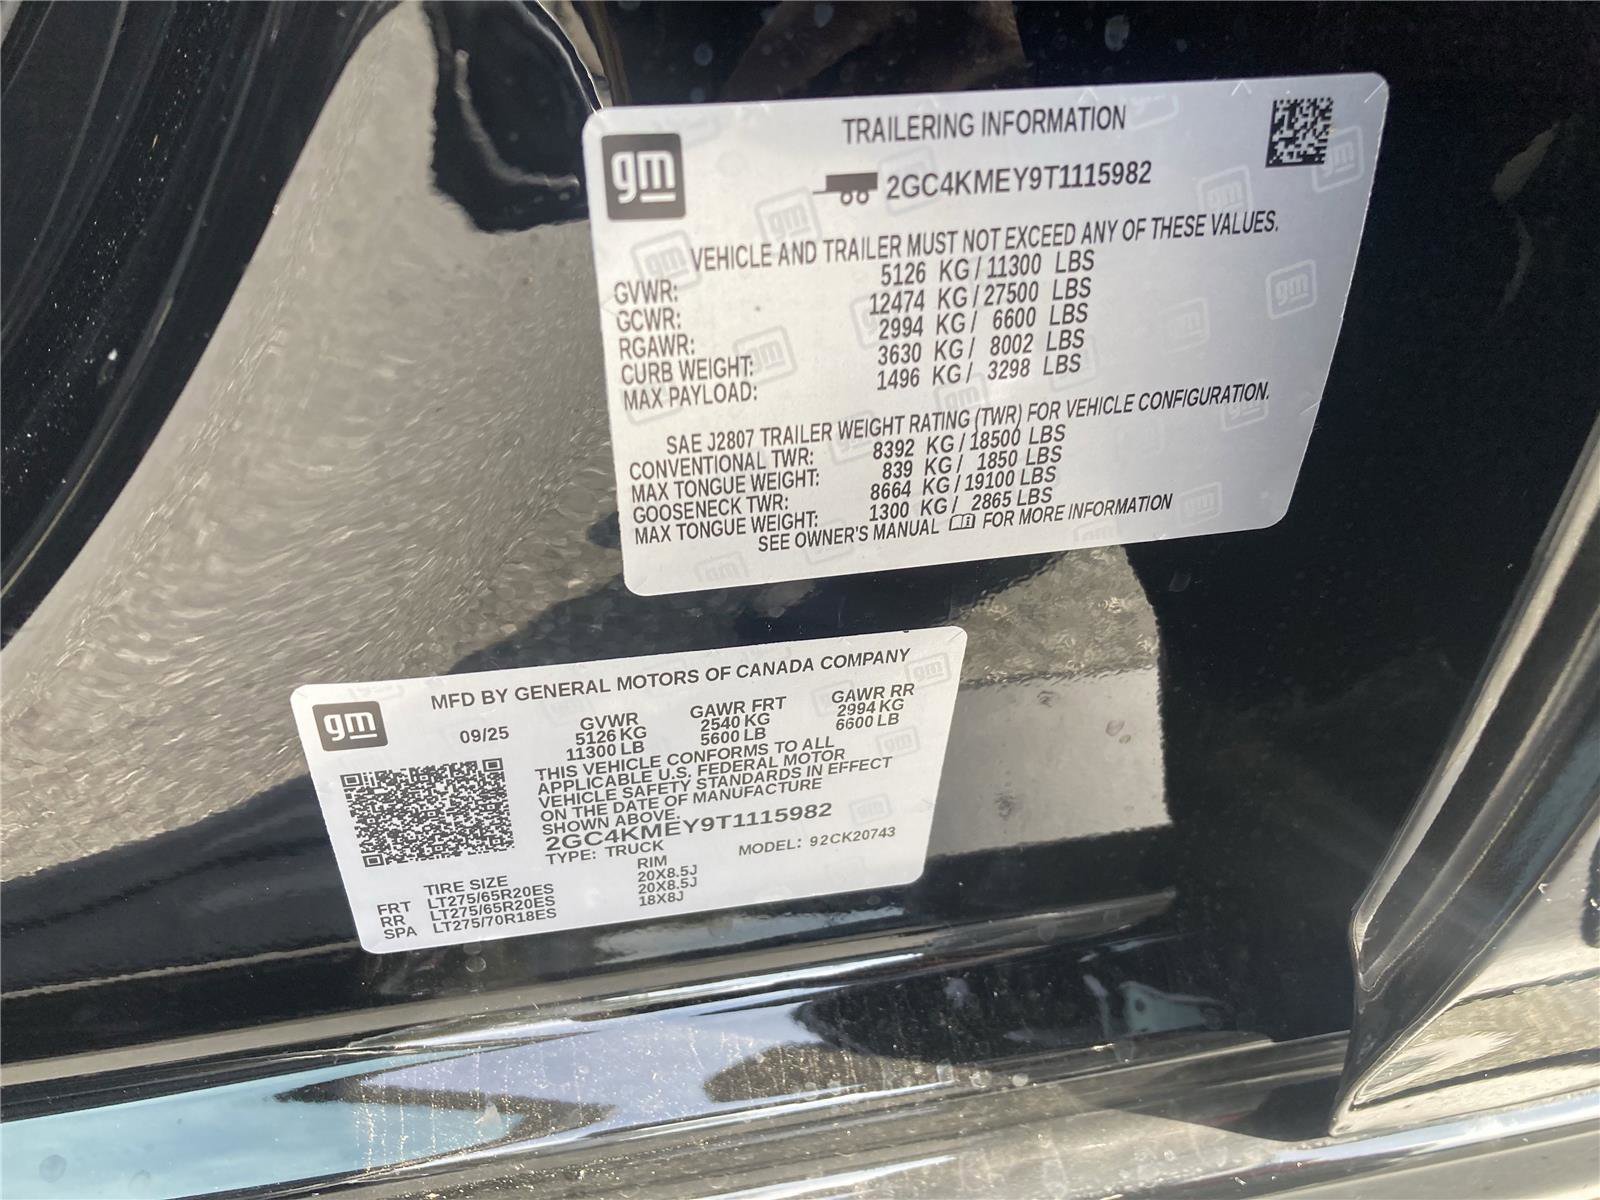 gm
TRAILERING INFORMATION
2GC4KMEY9T1115982
VEHICLE AND TRAILER MUST NOT EXCEED ANY OF THESE VALUES.
GVWR: 5126 KG / 11300 LBS
GCWR: 12474 KG / 27500 LBS
RGAWR: 2994 KG / 6600 LBS
CURB WEIGHT: 3630 KG / 8002 LBS
MAX PAYLOAD: 1496 KG / 3298 LBS
SAE J2807 TRAILER WEIGHT RATING (TWR) FOR VEHICLE CONFIGURATION.
CONVENTIONAL TWR: 8392 KG / 18500 LBS
MAX TONGUE WEIGHT: 839 KG / 1850 LBS
GOOSENECK TWR: 8664 KG / 19100 LBS
MAX TONGUE WEIGHT: 1300 KG / 2865 LBS
SEE OWNER'S MANUAL FOR MORE INFORMATION
gm
MFD BY GENERAL MOTORS OF CANADA COMPANY
09/25
GVWR GAWR FRT GAWR RR
5126 KG 2540 KG 2994 KG
11300 LB 5600 LB 6600 LB
THIS VEHICLE CONFORMS TO ALL
APPLICABLE U.S. FEDERAL MOTOR
VEHICLE SAFETY STANDARDS IN EFFECT
ON THE DATE OF MANUFACTURE
SHOWN ABOVE.
2GC4KMEY9T1115982
TYPE: TRUCK MODEL: 92CK20743
TIRE SIZE RIM
FRT LT275/65R20ES 20X8.5J
RR LT275/65R20ES 20X8.5J
SPA LT275/70R18ES 18X8J